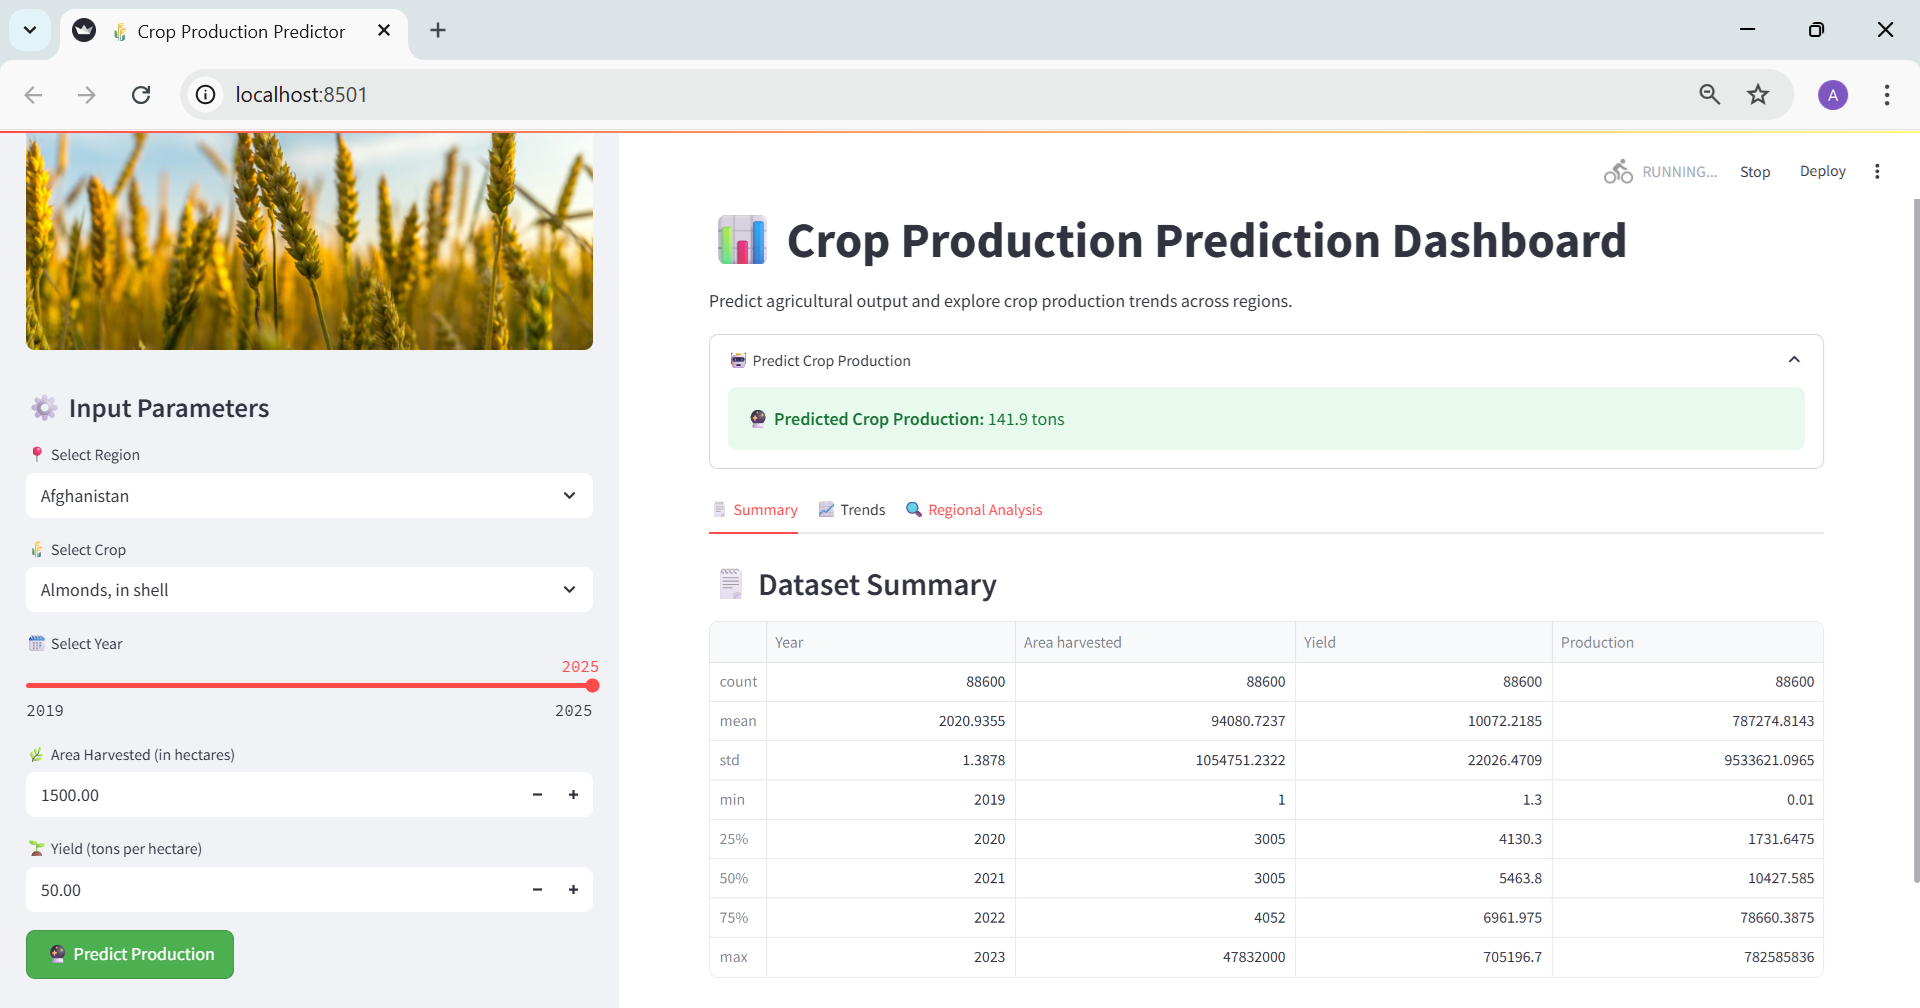 Crop Production Predictor
localhost:8501
A
RUNNING...
Stop
Deploy
Input Parameters
Select Region
Afghanistan
Select Crop
Almonds, in shell
Select Year
2025
2019 2025
Area Harvested (in hectares)
1500.00
Yield (tons per hectare)
50.00
Predict Production
Crop Production Prediction Dashboard
Predict agricultural output and explore crop production trends across regions.
Predict Crop Production
Predicted Crop Production: 141.9 tons
Summary Trends Regional Analysis
Dataset Summary
Year Area harvested Yield Production
count 88600 88600 88600 88600
mean 2020.9355 94080.7237 10072.2185 787274.8143
std 1.3878 1054751.2322 22026.4709 9533621.0965
min 2019 1 1.3 0.01
25% 2020 3005 4130.3 1731.6475
50% 2021 3005 5463.8 10427.585
75% 2022 4052 6961.975 78660.3875
max 2023 47832000 705196.7 782585836